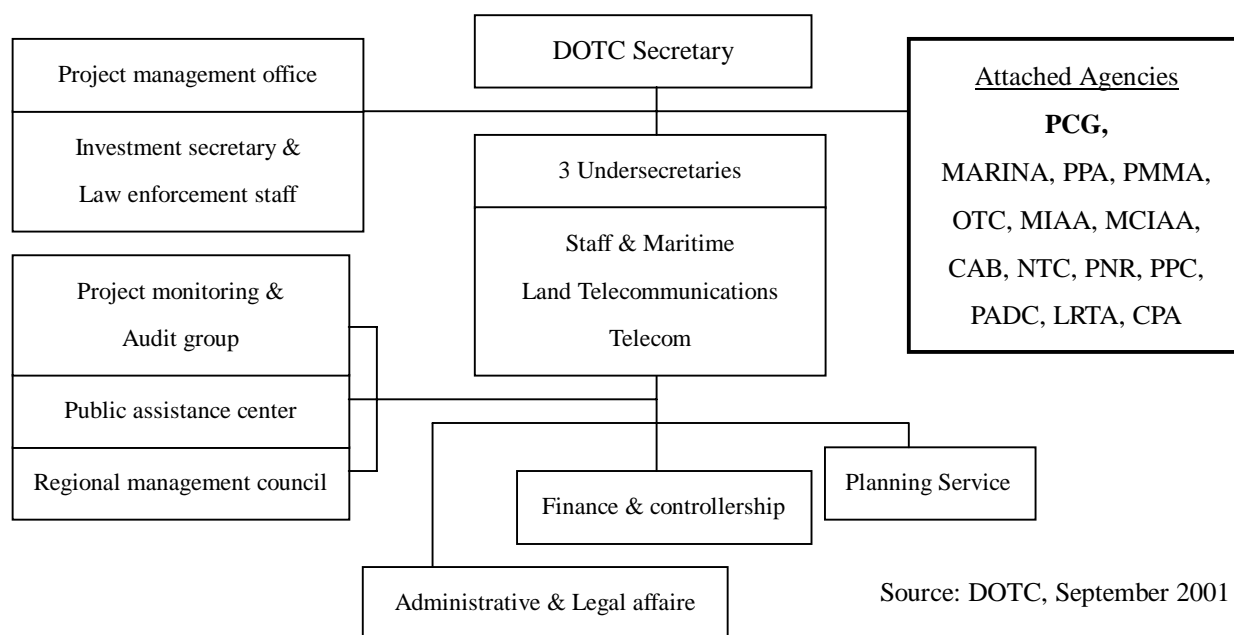 DOTC Secretary
Project management office
Investment secretary &
Law enforcement staff
Attached Agencies
PCG,
MARINA, PPA, PMMA,
OTC, MIAA, MCIAA,
CAB, NTC, PNR, PPC,
PADC, LRTA, CPA
3 Undersecretaries
Staff & Maritime
Land Telecommunications
Telecom
Project monitoring &
Audit group
Public assistance center
Regional management council
Planning Service
Finance & controllership
Administrative & Legal affaire
Source: DOTC, September 2001